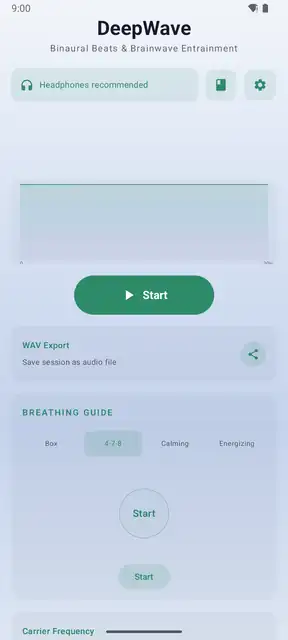 9:00
DeepWave
Binaural Beats & Brainwave Entrainment
Headphones recommended
Start
WAV Export
Save session as audio file
BREATHING GUIDE
Box 4-7-8 Calming Energizing
Start
Start
Carrier Frequency